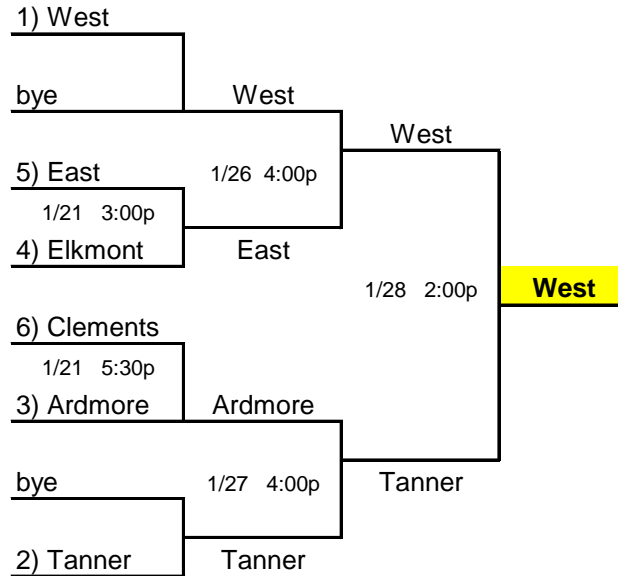 1) West
bye
West
West
5) East
1/26 4:00p
1/21 3:00p
4) Elkmont
East
1/28 2:00p
West
6) Clements
1/21 5:30p
3) Ardmore
Ardmore
bye
1/27 4:00p
Tanner
2) Tanner
Tanner